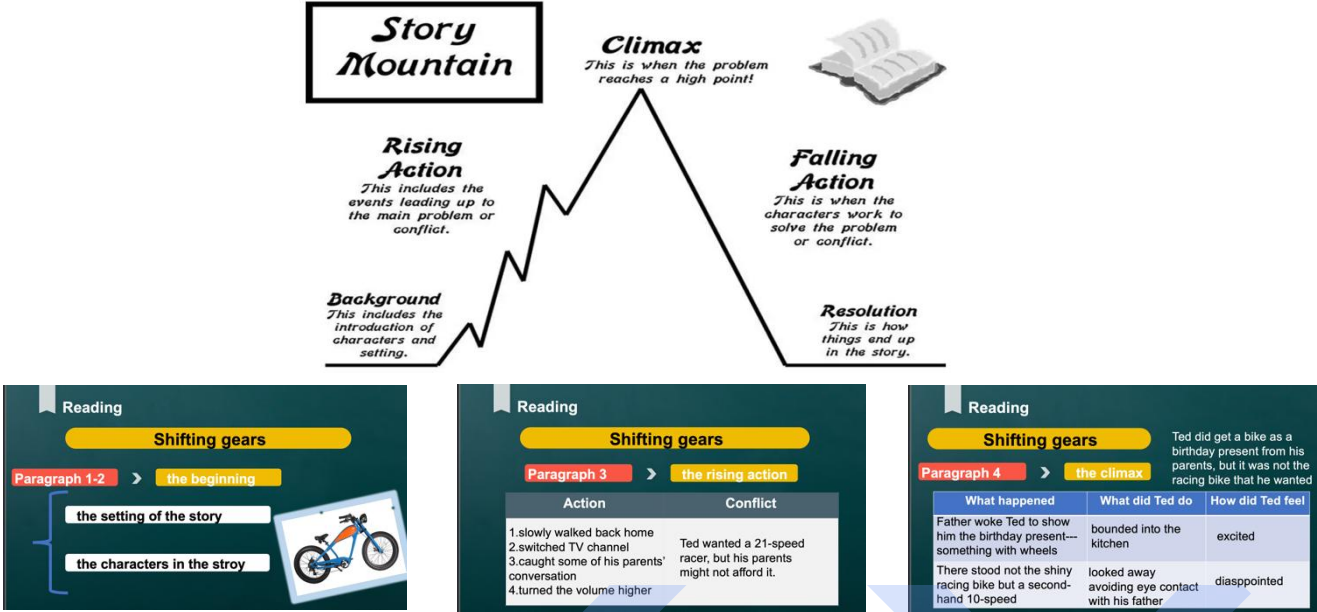 Story
Mountain
Climax
This is when the problem
reaches a high point!
Rising
Action
This includes the
events leading up to
the main problem or
conflict.
Falling
Action
This is when the
characters work to
solve the problem
or conflict.
Background
This includes the
introduction of
characters and
setting.
Resolution
This is how
things end up
in the story.
Reading
Shifting gears
Paragraph 1-2
the beginning
the setting of the story
the characters in the stroy
Reading
Shifting gears
Paragraph 3
the rising action
Action
Conflict
1.slowly walked back home
2.switched TV channel
3.caught some of his parents'
conversation
4.turned the volume higher
Ted wanted a 21-speed
racer, but his parents
might not afford it.
Reading
Shifting gears
Ted did get a bike as a
birthday present from his
parents, but it was not the
racing bike that he wanted
Paragraph 4
the climax
What happened
What did Ted do
How did Ted feel
Father woke Ted to show
him the birthday present---
something with wheels
bounded into the
kitchen
excited
There stood not the shiny
racing bike but a second-
hand 10-speed
looked away
avoiding eye contact
with his father
diasppointed